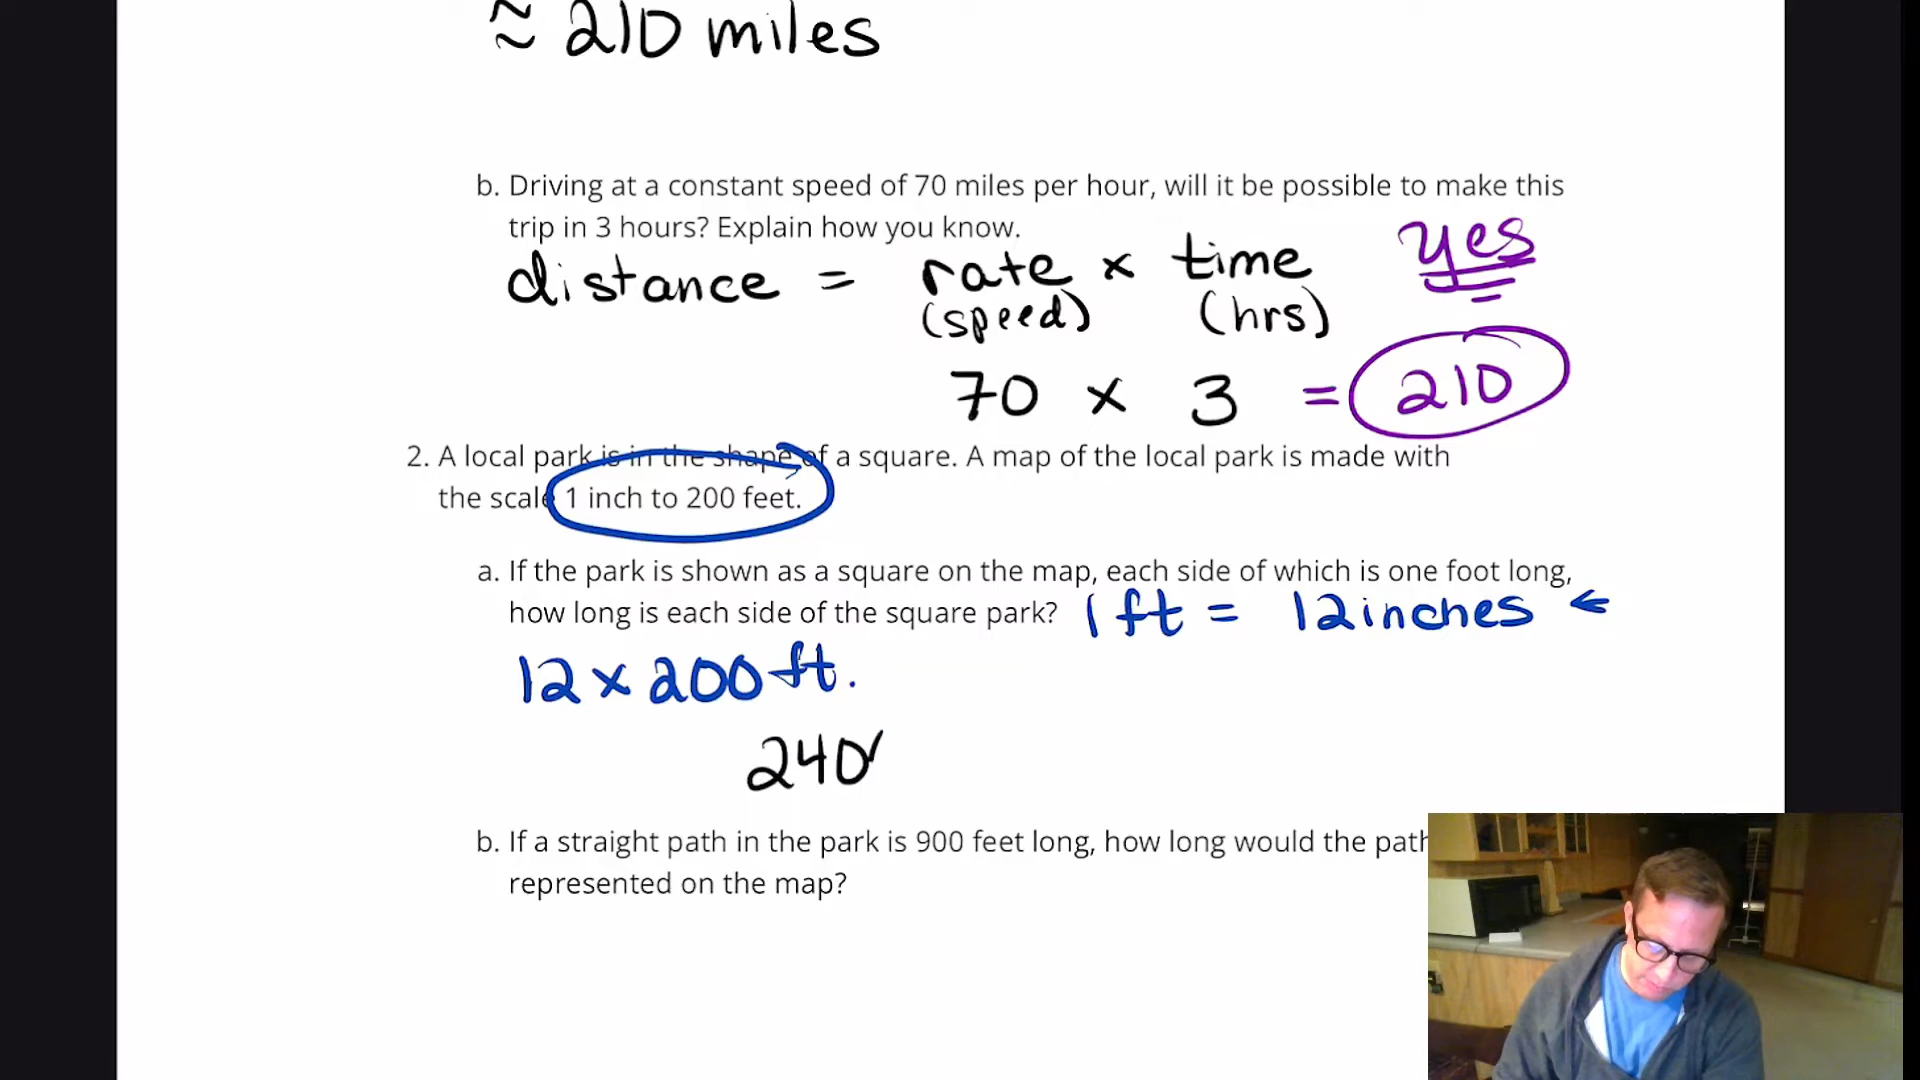 ≈ 210 miles
b. Driving at a constant speed of 70 miles per hour, will it be possible to make this
trip in 3 hours? Explain how you know.
yes
distance = rate × time
(speed) (hrs)
70 × 3 = 210
2. A local park is in the shape of a square. A map of the local park is made with
the scale 1 inch to 200 feet.
a. If the park is shown as a square on the map, each side of which is one foot long,
how long is each side of the square park? 1 ft = 12 inches ←
12 × 200 ft.
240
b. If a straight path in the park is 900 feet long, how long would the path
represented on the map?